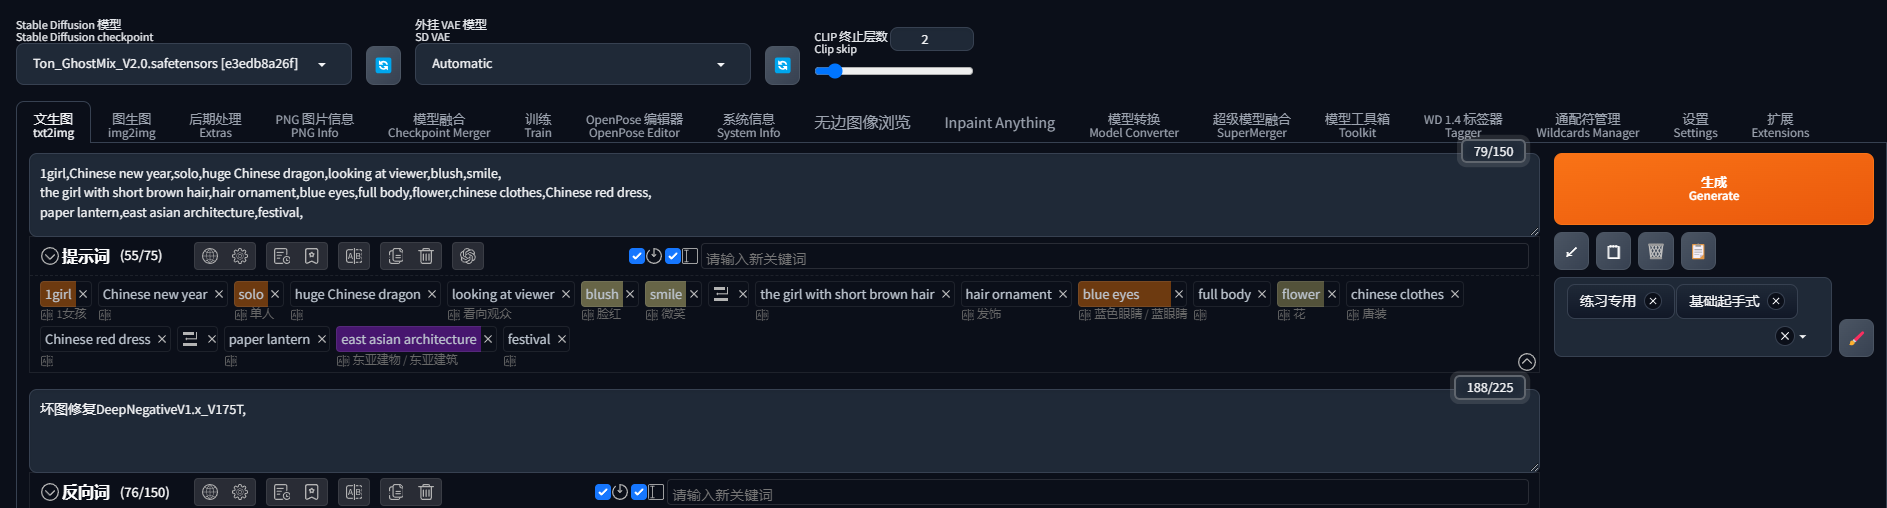 Stable Diffusion 模型
Stable Diffusion checkpoint
Ton_GhostMix_V2.0.safetensors [e3edb8a26f]
外挂 VAE 模型
SD VAE
Automatic
CLIP 终止层数
Clip skip
2
文生图
txt2img
图生图
img2img
后期处理
Extras
PNG 图片信息
PNG Info
模型融合
Checkpoint Merger
训练
Train
OpenPose 编辑器
OpenPose Editor
系统信息
System Info
无边图像浏览
Inpaint Anything
模型转换
Model Converter
超级模型融合
SuperMerger
模型工具箱
Toolkit
WD 1.4 标签器
Tagger
通配符管理
Wildcards Manager
设置
Settings
扩展
Extensions
79/150
1girl,Chinese new year,solo,huge Chinese dragon,looking at viewer,blush,smile,
the girl with short brown hair,hair ornament,blue eyes,full body,flower,chinese clothes,Chinese red dress,
paper lantern,east asian architecture,festival,
生成
Generate
提示词 (55/75)
请输入新关键词
1girl × Chinese new year × solo × huge Chinese dragon × looking at viewer × blush × smile × × the girl with short brown hair × hair ornament × blue eyes × full body × flower × chinese clothes ×
1女孩 单人 看向观众 脸红 微笑 发饰 蓝色眼睛 / 蓝眼睛 花 唐装
Chinese red dress × × paper lantern × east asian architecture × festival ×
东亚建物 / 东亚建筑
练习专用 ×
基础起手式 ×
×
188/225
坏图修复DeepNegativeV1.x_V175T,
反向词 (76/150)
请输入新关键词